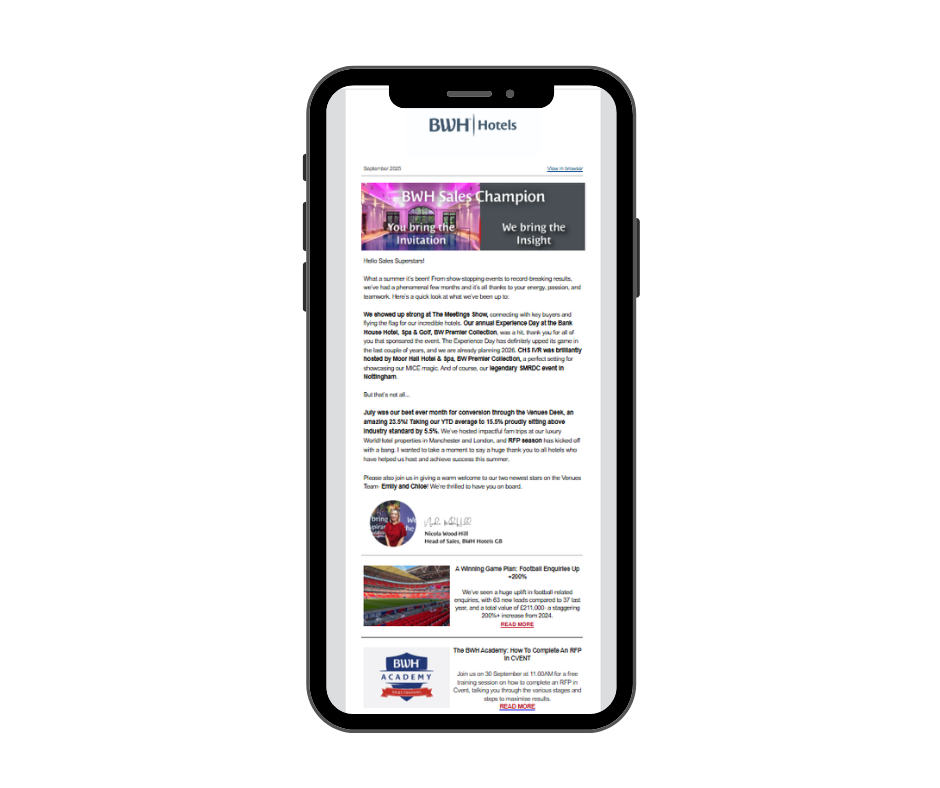 BWH | Hotels
September 2025
View in browser
BWH Sales Champion
You bring the
Invitation
We bring the
Insight
Hello Sales Superstars!
What a summer it's been! From show-stopping events to record-breaking results,
we've had a phenomenal few months and it's all thanks to your energy, passion, and
teamwork. Here's a quick look at what we've been up to:
We showed up strong at The Meetings Show, connecting with key buyers and
flying the flag for our incredible hotels. Our annual Experience Day at the Bank
House Hotel, Spa & Golf, BW Premier Collection, was a hit, thank you for all of
you that sponsored the event. The Experience Day has definitely upped its game in
the last couple of years, and we are already planning 2026. CHS IVR was brilliantly
hosted by Moor Hall Hotel & Spa, BW Premier Collection, a perfect setting for
showcasing our MICE magic. And of course, our legendary SMRDC event in
Nottingham.
But that's not all...
July was our best ever month for conversion through the Venues Desk, an
amazing 23.5%! Taking our YTD average to 15.5% proudly sitting above
industry standard by 5.5%. We've hosted impactful fam trips at our luxury
WorldHotel properties in Manchester and London, and RFP season has kicked off
with a bang. I wanted to take a moment to say a huge thank you to all hotels who
have helped us host and achieve success this summer.
Please also join us in giving a warm welcome to our two newest stars on the Venues
Team- Emily and Chloe! We're thrilled to have you on board.
bring
We
he
Nicola Wood-Hill
Head of Sales, BWH Hotels GB
A Winning Game Plan: Football Enquiries Up
+200%
We've seen a huge uplift in football related
enquiries, with 63 new leads compared to 37 last
year, and a total value of £211,000- a staggering
200%+ increase from 2024.
READ MORE
BWH
ACADEMY
The BWH Academy: How To Complete An RFP
in CVENT
Join us on 30 September at 11.00AM for a free
training session on how to complete an RFP in
Cvent, talking you through the various stages and
steps to maximise results.
READ MORE